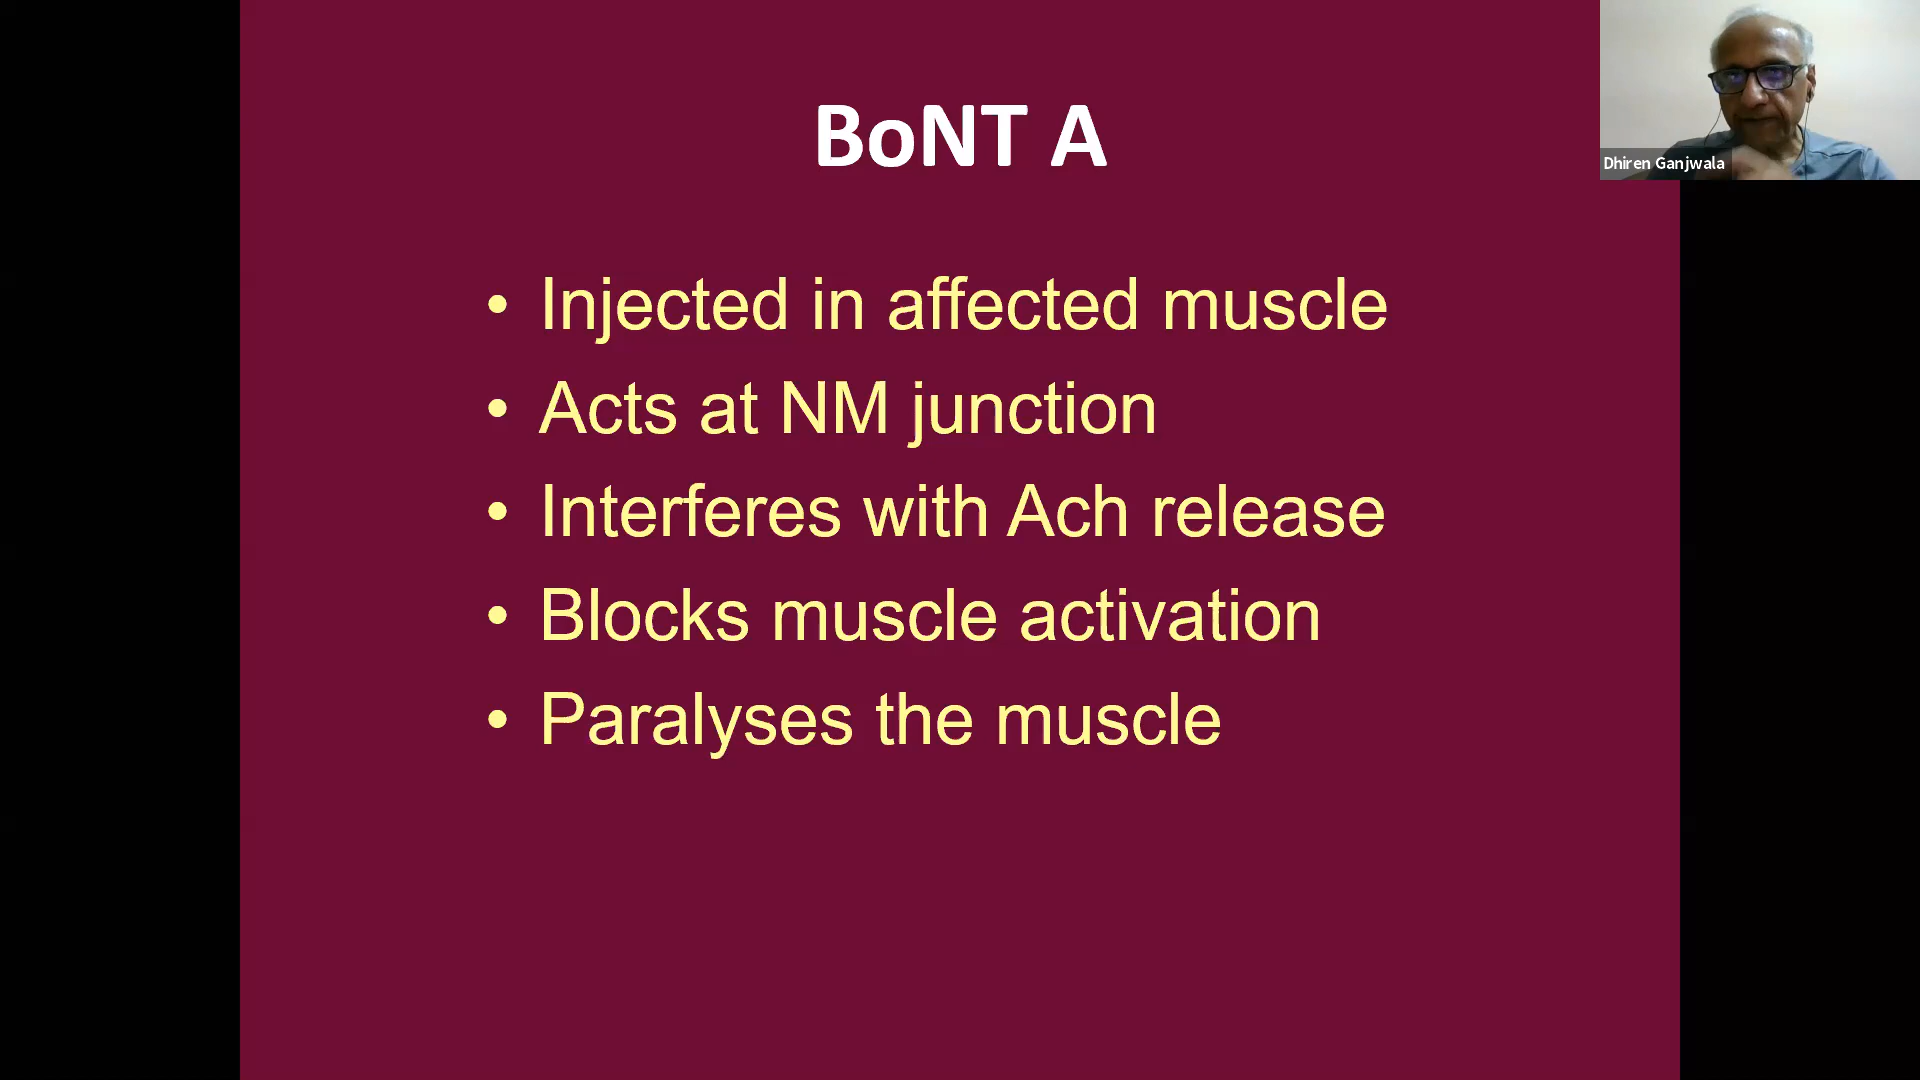 BoNT A
Dhiren Ganjwala
• Injected in affected muscle
• Acts at NM junction
• Interferes with Ach release
• Blocks muscle activation
• Paralyses the muscle